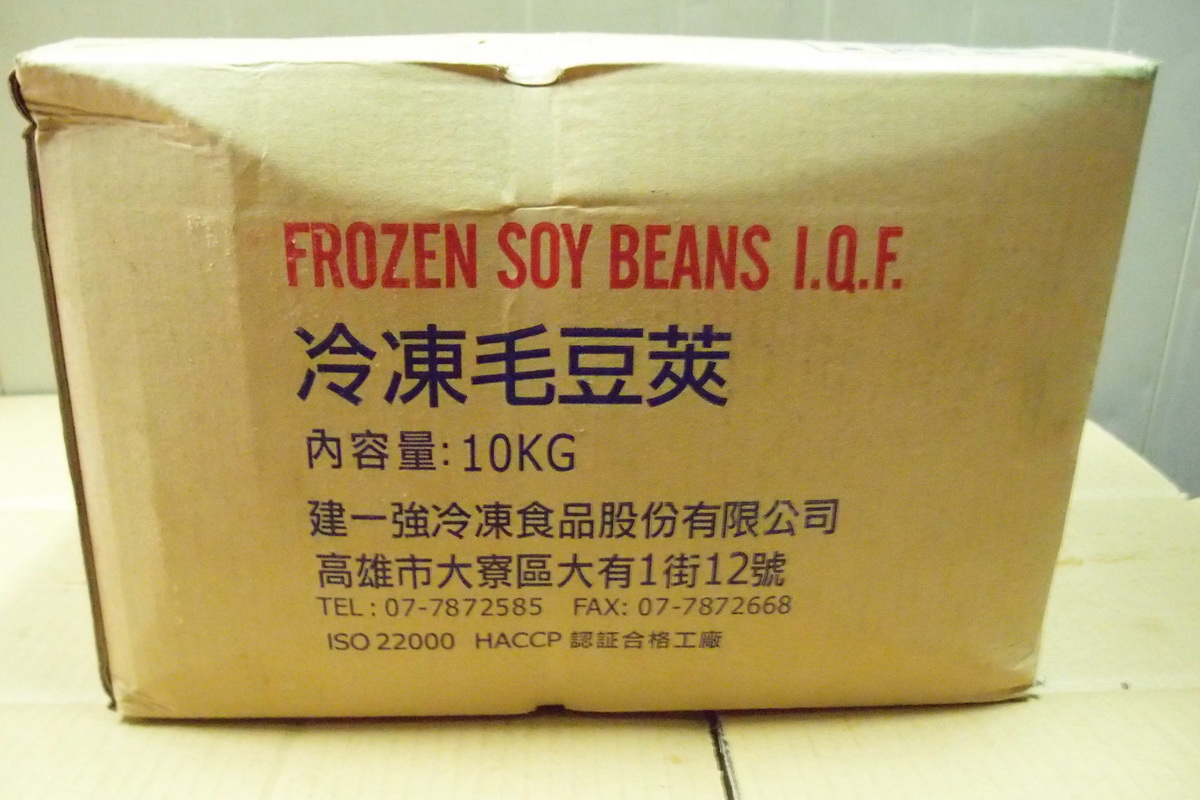 FROZEN SOY BEANS I.Q.F.
冷凍毛豆莢
內容量:10KG
建一強冷凍食品股份有限公司
高雄市大寮區大有1街12號
TEL: 07-7872585 FAX: 07-7872668
ISO 22000 HACCP 認証合格工廠